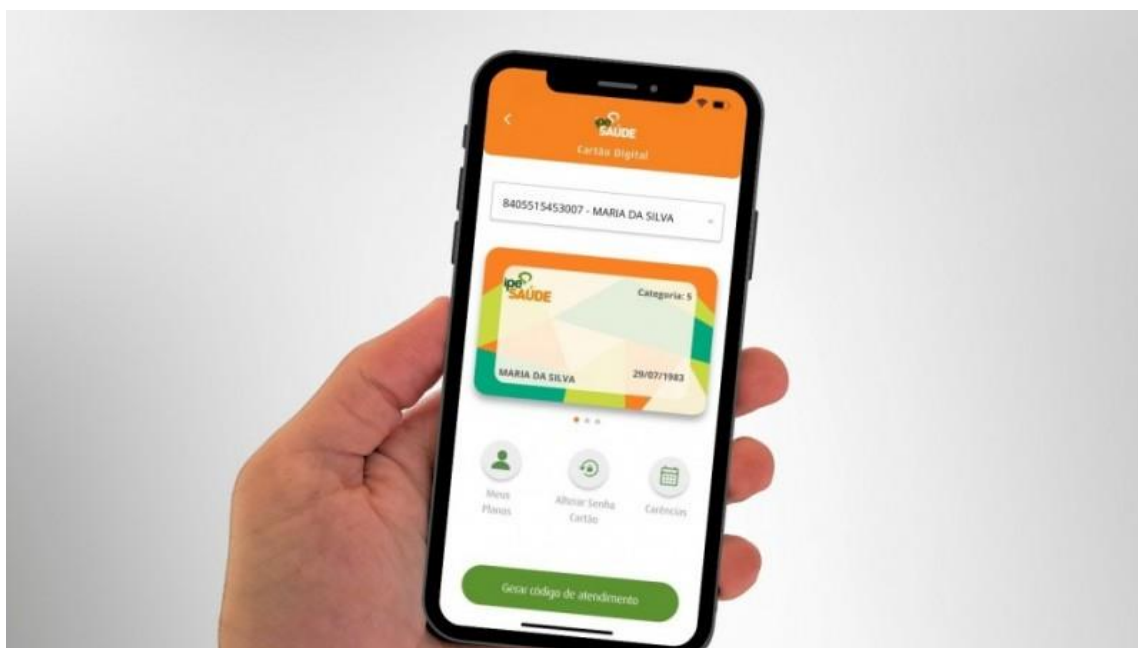 ipe
SAÚDE
Cartão Digital
8405515453007 - MARIA DA SILVA
ipe
SAÚDE
Categoria: 5
MARIA DA SILVA
29/07/1983
Meus
Planos
Alterar Senha
Cartão
Carências
Gerar código de atendimento